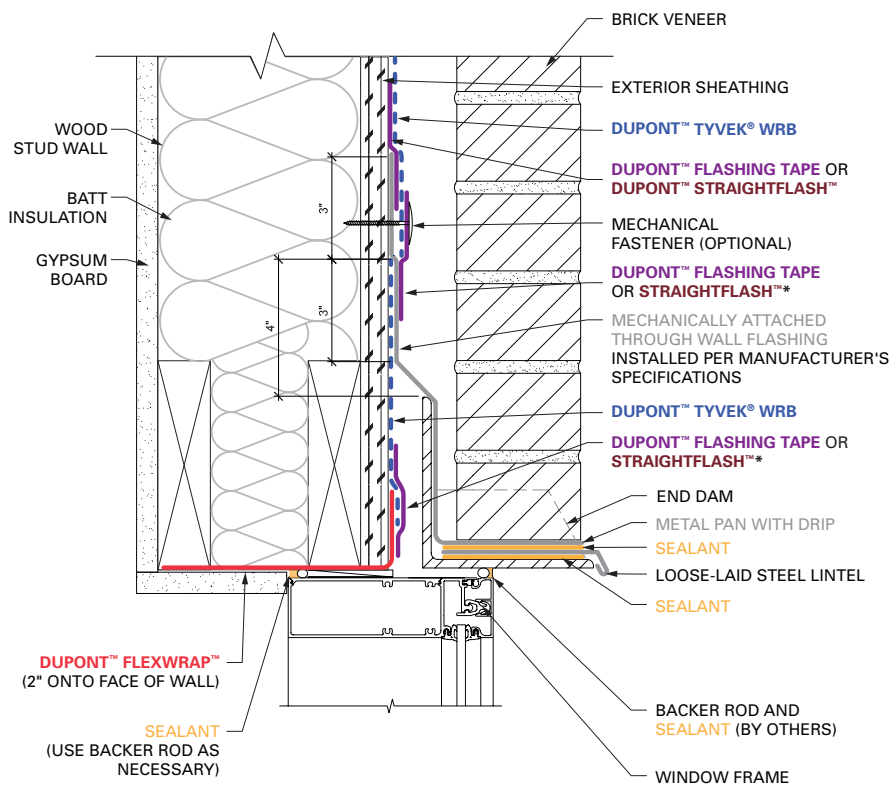 BRICK VENEER
EXTERIOR SHEATHING
DUPONT™ TYVEK® WRB
DUPONT™ FLASHING TAPE OR
DUPONT™ STRAIGHTFLASH™
MECHANICAL
FASTENER (OPTIONAL)
DUPONT™ FLASHING TAPE
OR STRAIGHTFLASH™*
MECHANICALLY ATTACHED
THROUGH WALL FLASHING
INSTALLED PER MANUFACTURER'S
SPECIFICATIONS
DUPONT™ TYVEK® WRB
DUPONT™ FLASHING TAPE OR
STRAIGHTFLASH™*
END DAM
METAL PAN WITH DRIP
SEALANT
LOOSE-LAID STEEL LINTEL
SEALANT
BACKER ROD AND
SEALANT (BY OTHERS)
WINDOW FRAME
WOOD
STUD WALL
BATT
INSULATION
GYPSUM
BOARD
3"
3"
4"
DUPONT™ FLEXWRAP™
(2" ONTO FACE OF WALL)
SEALANT
(USE BACKER ROD AS
NECESSARY)